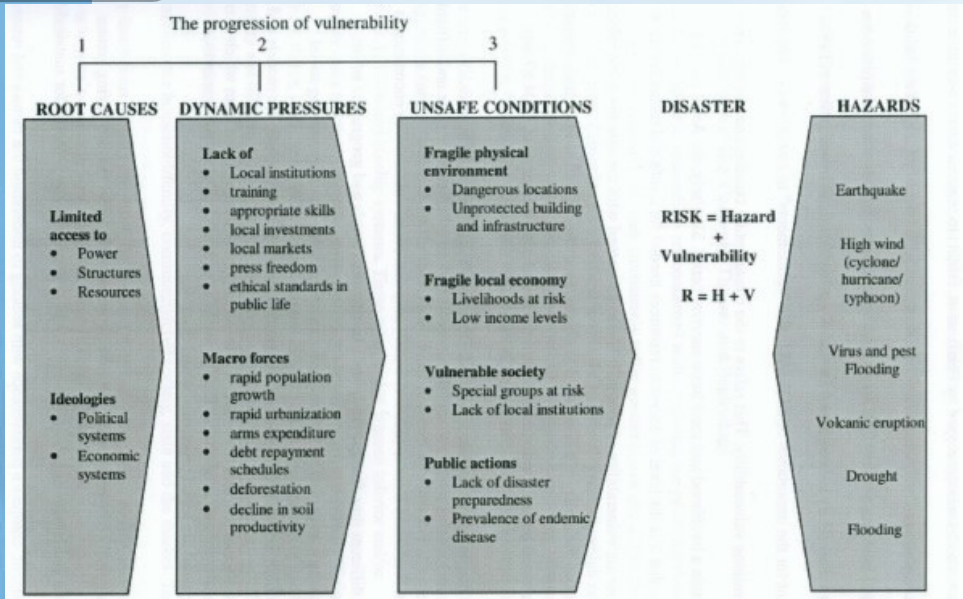 The progression of vulnerability
1
2
3
ROOT CAUSES
Limited
access to
• Power
• Structures
• Resources
Ideologies
• Political
systems
• Economic
systems
DYNAMIC PRESSURES
Lack of
• Local institutions
• training
• appropriate skills
• local investments
• local markets
• press freedom
• ethical standards in
public life
Macro forces
• rapid population
growth
• rapid urbanization
• arms expenditure
• debt repayment
schedules
• deforestation
• decline in soil
productivity
UNSAFE CONDITIONS
Fragile physical
environment
• Dangerous locations
• Unprotected building
and infrastructure
Fragile local economy
• Livelihoods at risk
• Low income levels
Vulnerable society
• Special groups at risk
• Lack of local institutions
Public actions
• Lack of disaster
preparedness
• Prevalence of endemic
disease
DISASTER
RISK = Hazard
+
Vulnerability
R = H + V
HAZARDS
Earthquake
High wind
(cyclone/
hurricane/
typhoon)
Virus and pest
Flooding
Volcanic eruption
Drought
Flooding